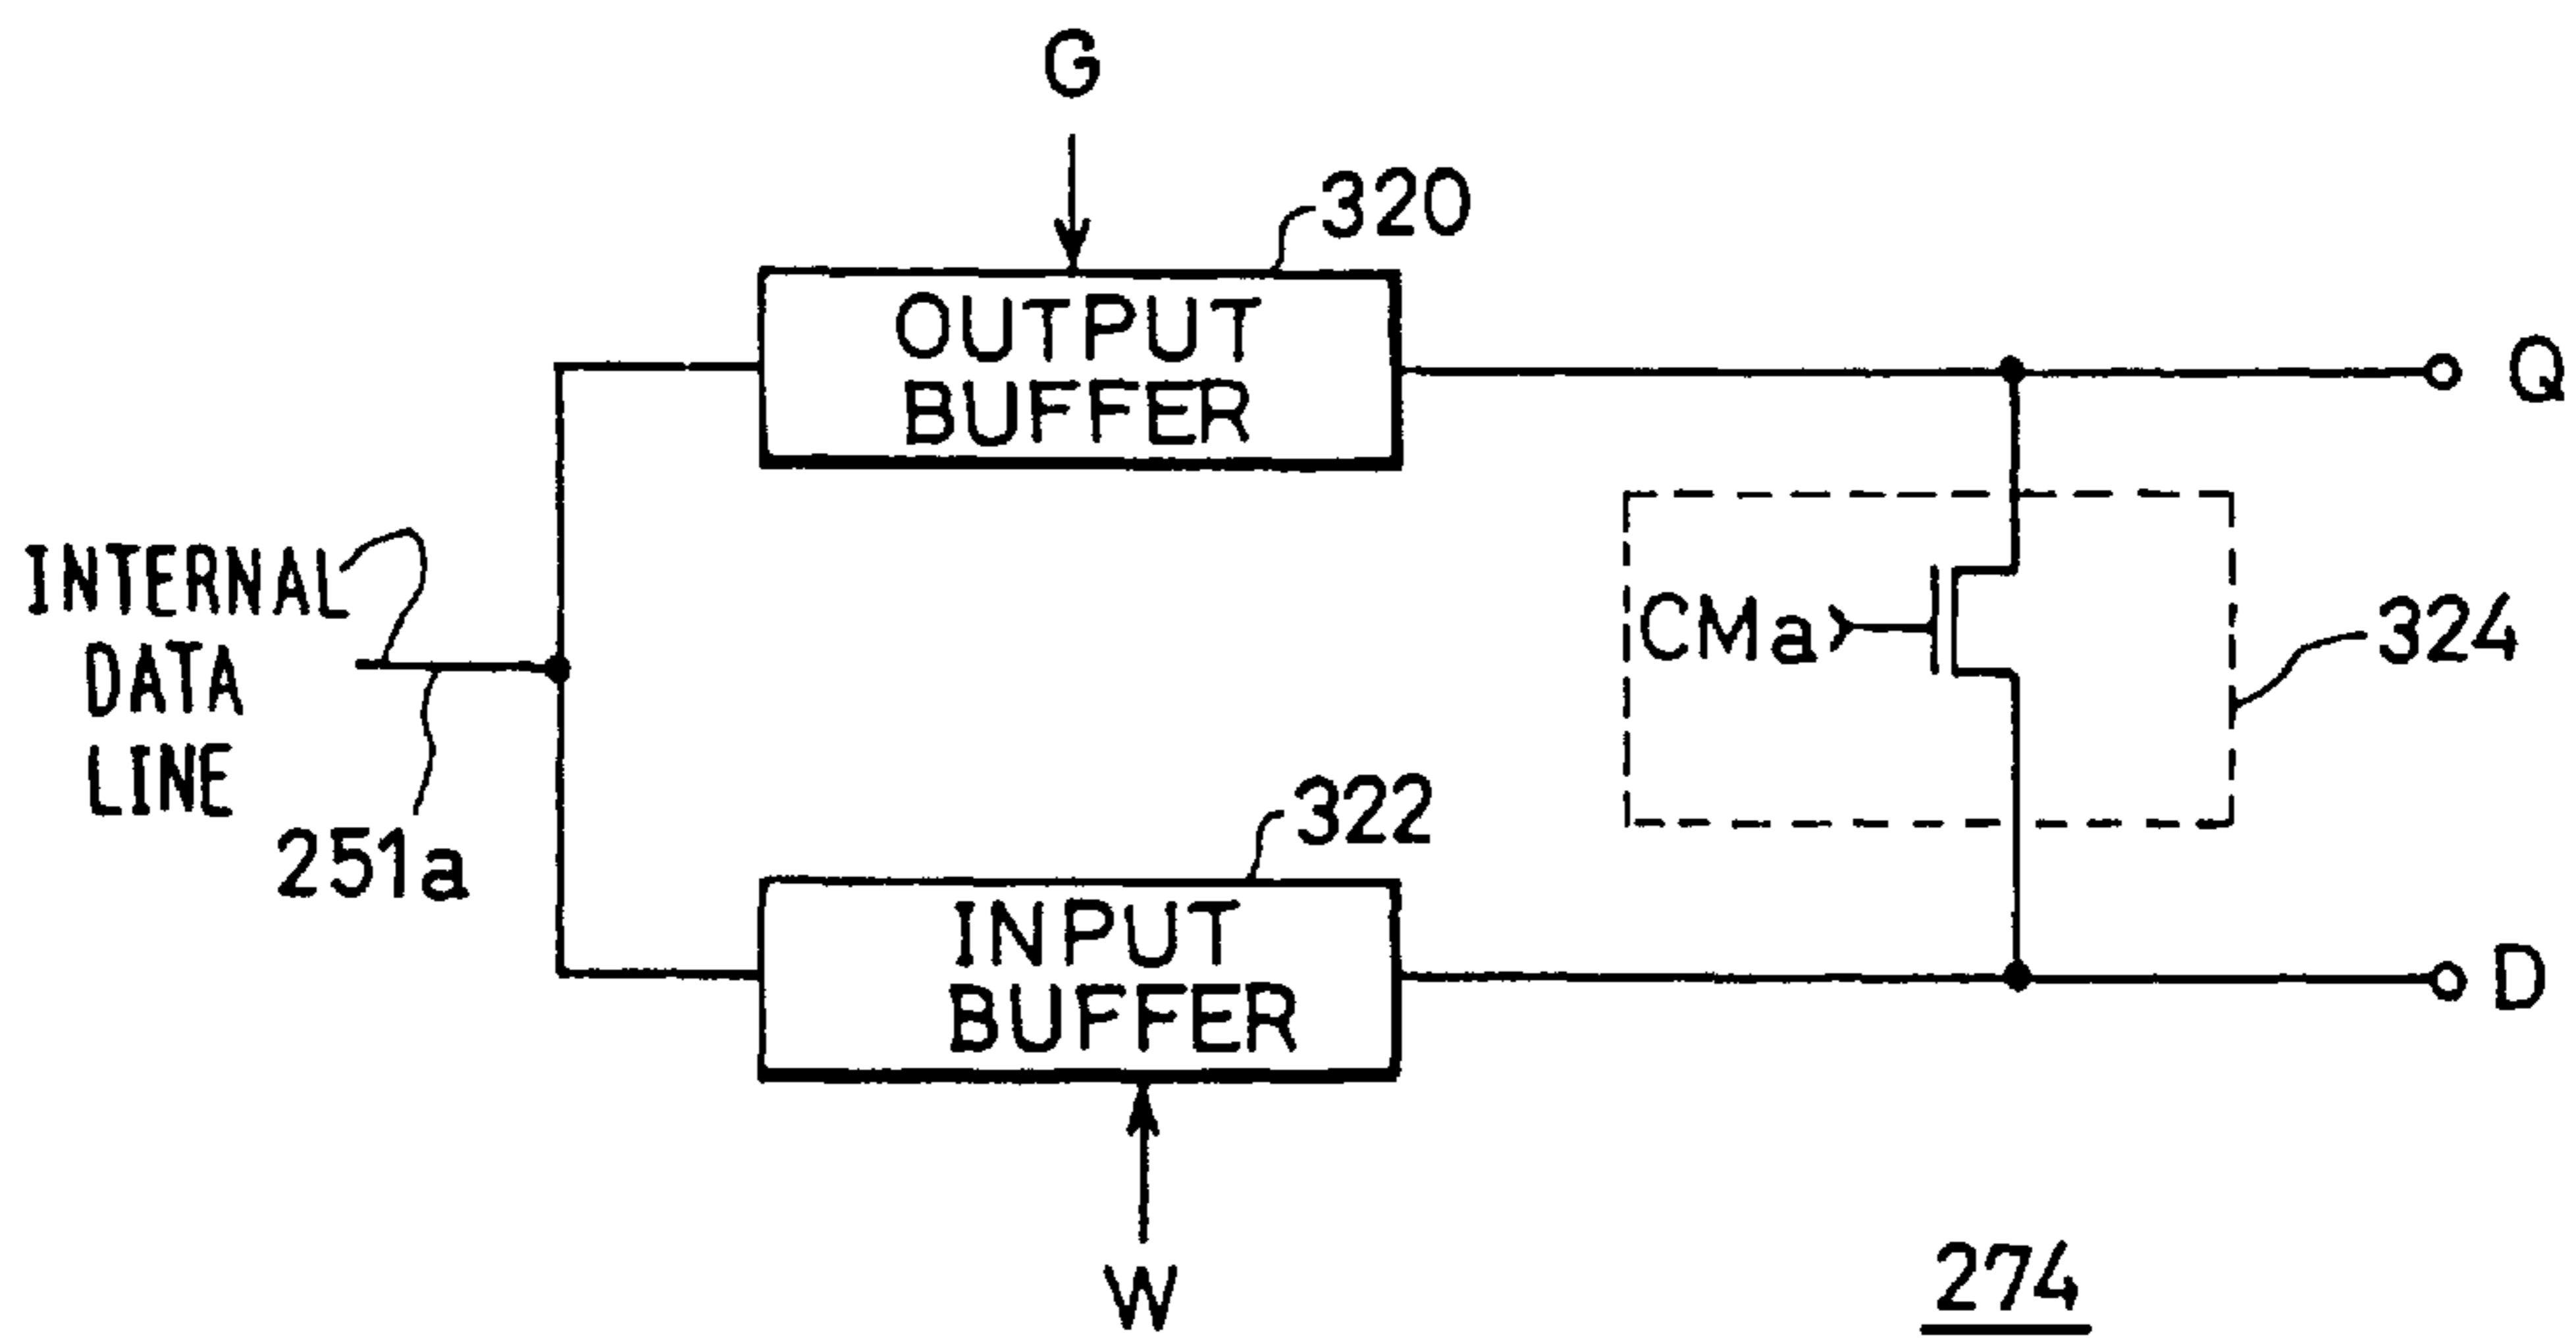 G
320
OUTPUT
BUFFER
Q
INTERNAL
DATA
LINE
251a
CMa
324
322
INPUT
BUFFER
D
W
274